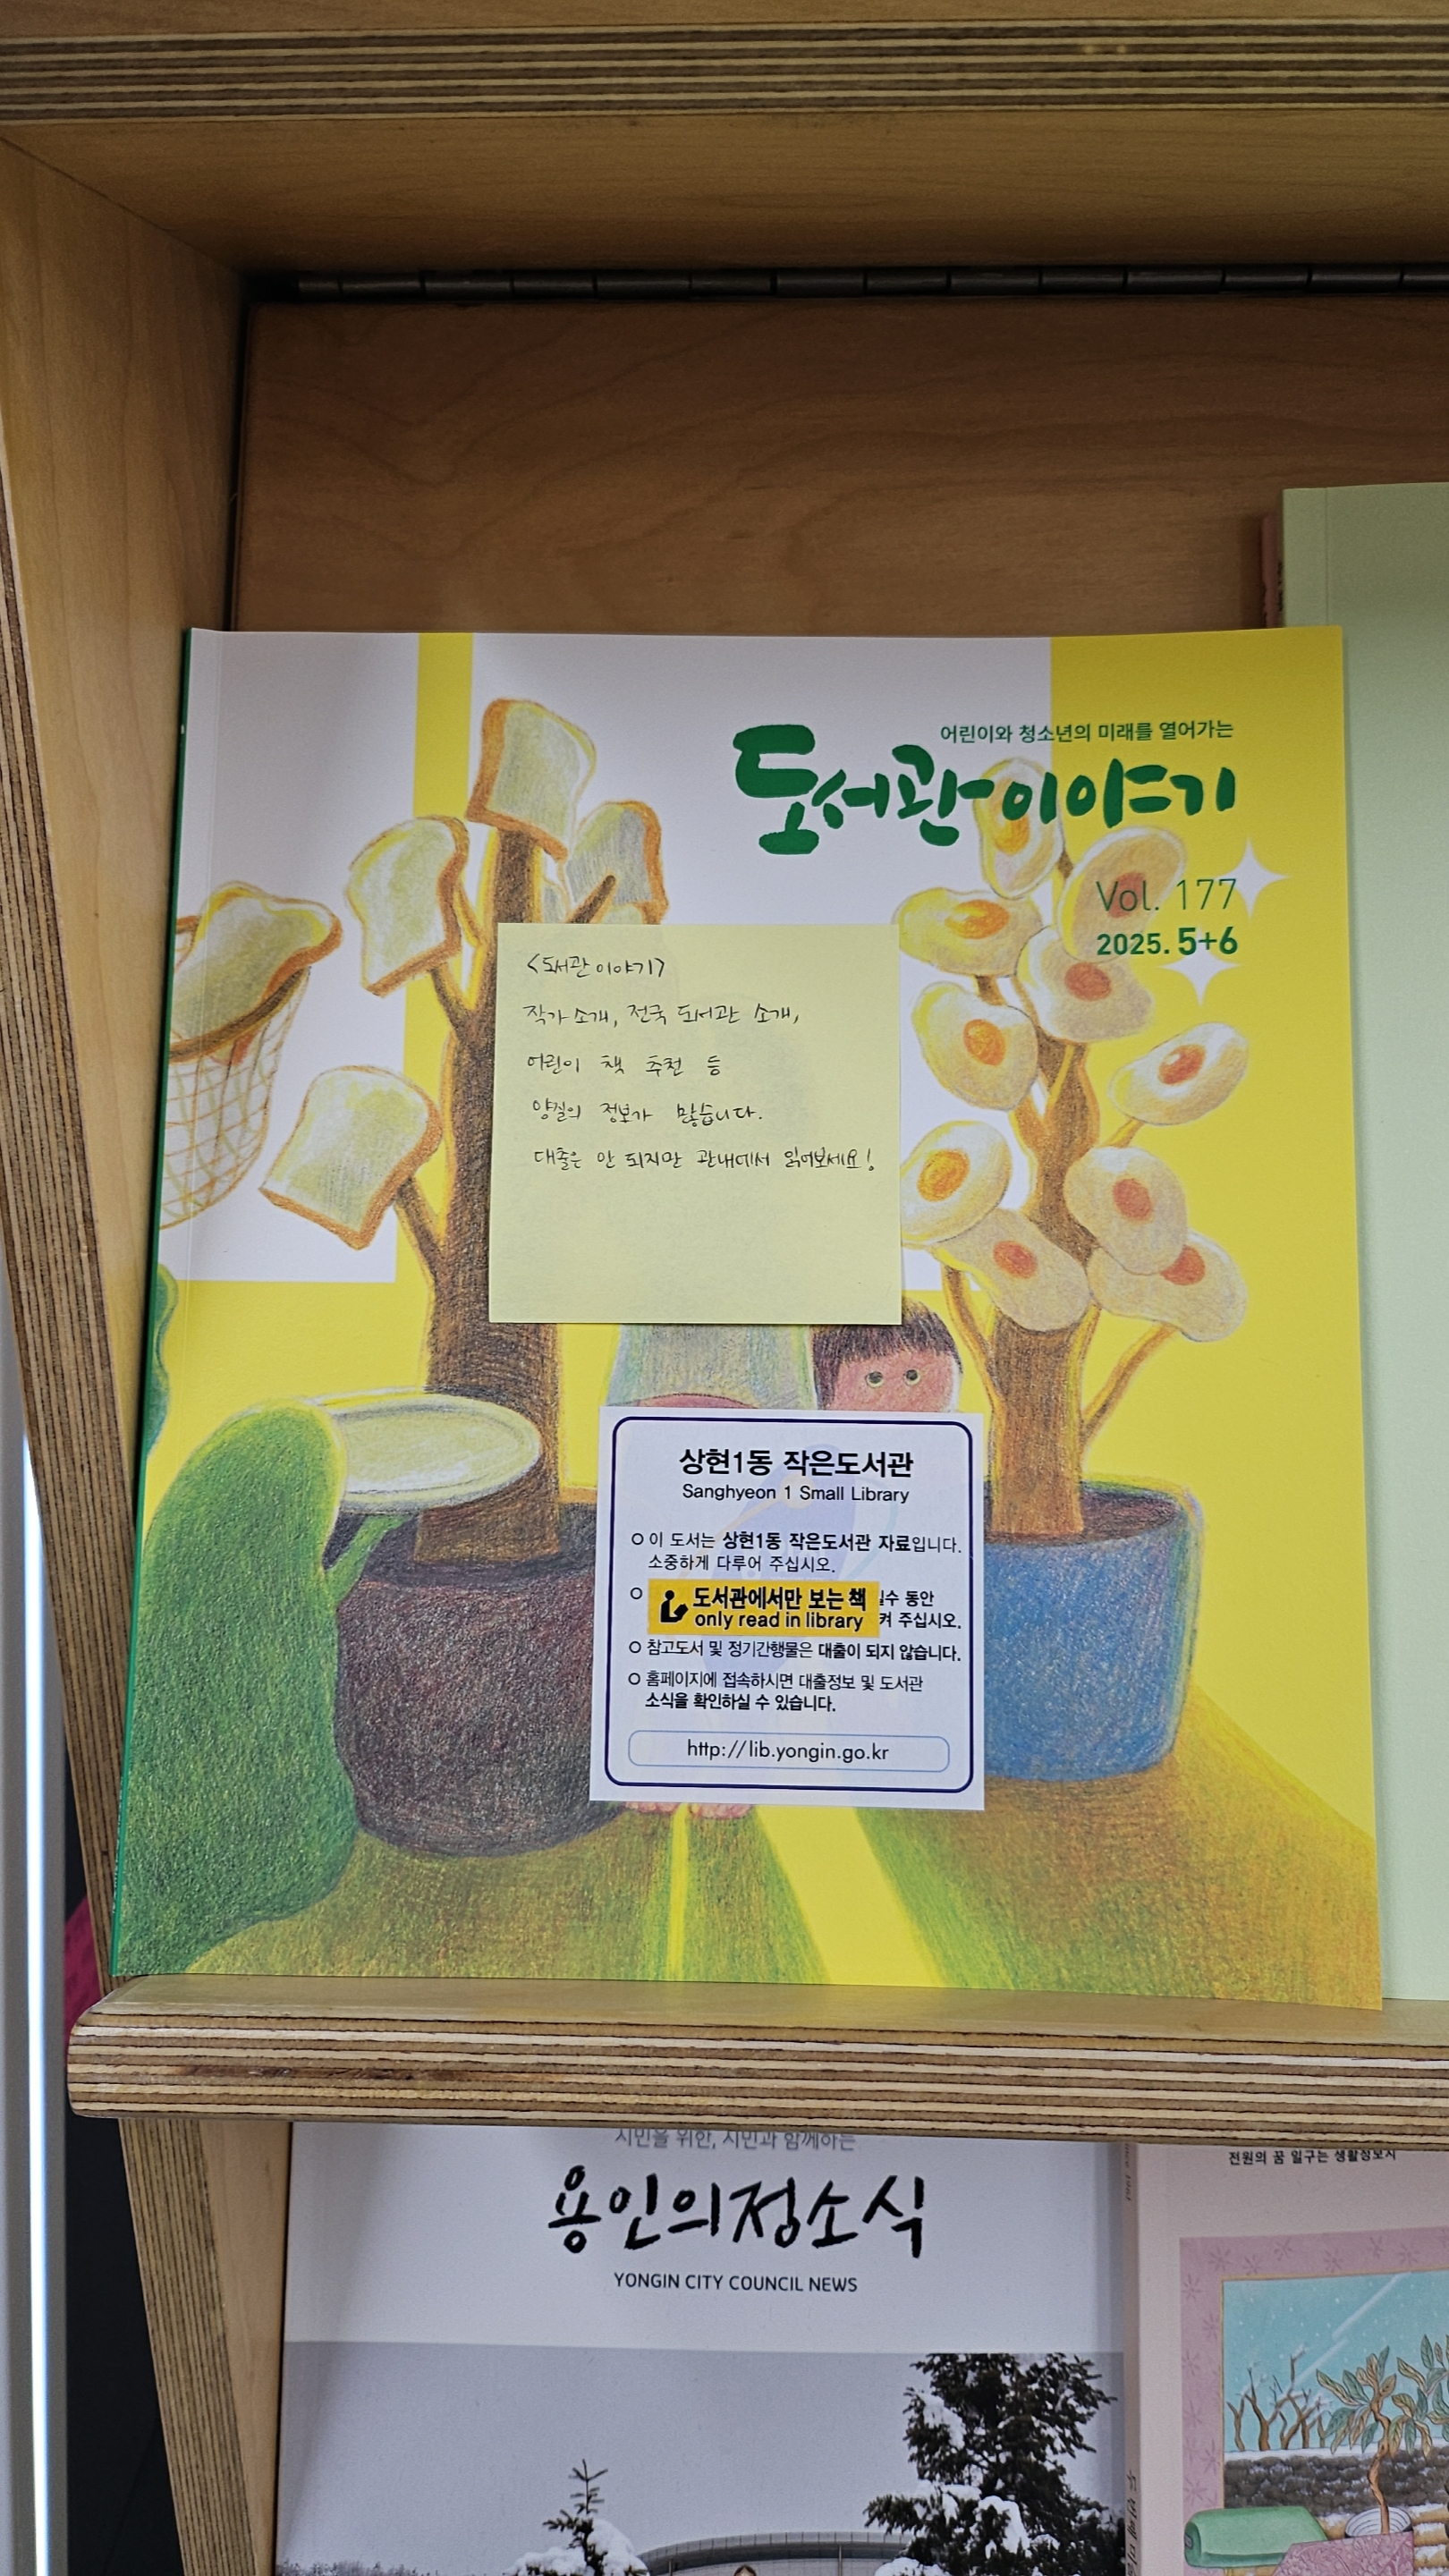 어린이와 청소년의 미래를 열어가는
도서관이야기
Vol. 177
2025. 5+6
<도서관 이야기>
작가 소개, 전국 도서관 소개,
어린이 책 추천 등
양질의 정보가 많습니다.
대출은 안 되지만 관내에서 읽어보세요!
상현1동 작은도서관
Sanghyeon 1 Small Library
이 도서는 상현1동 작은도서관 자료입니다.
소중하게 다루어 주십시오.
도서관에서만 보는 책
only read in library
일수 동안
켜 주십시오.
참고도서 및 정기간행물은 대출이 되지 않습니다.
홈페이지에 접속하시면 대출정보 및 도서관
소식을 확인하실 수 있습니다.
http://lib.yongin.go.kr
시민을 위한, 시민과 함께하는
용인의정소식
YONGIN CITY COUNCIL NEWS
전원의 꿈 일구는 생활정보지